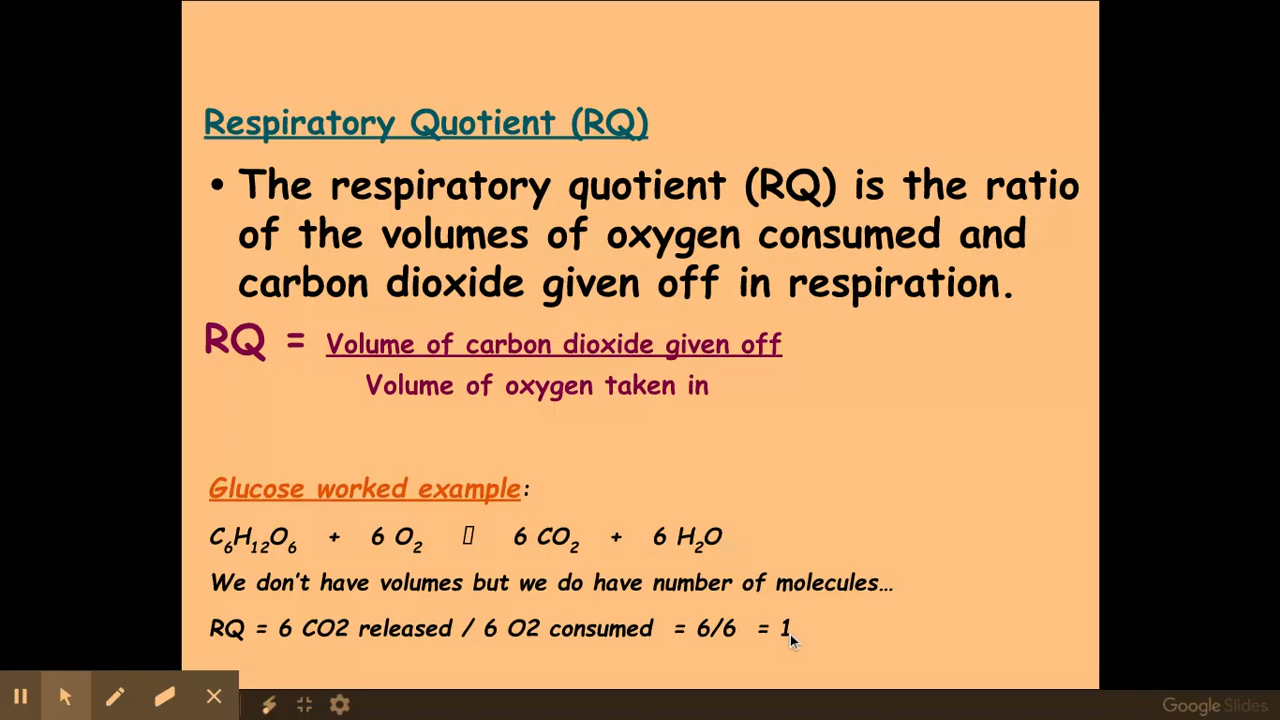 Respiratory Quotient (RQ)
• The respiratory quotient (RQ) is the ratio
of the volumes of oxygen consumed and
carbon dioxide given off in respiration.
RQ = Volume of carbon dioxide given off
Volume of oxygen taken in
Glucose worked example:
C₆H₁₂O₆ + 6 O₂ ▯ 6 CO₂ + 6 H₂O
We don't have volumes but we do have number of molecules…
RQ = 6 CO2 released / 6 O2 consumed = 6/6 = 1
Google Slides